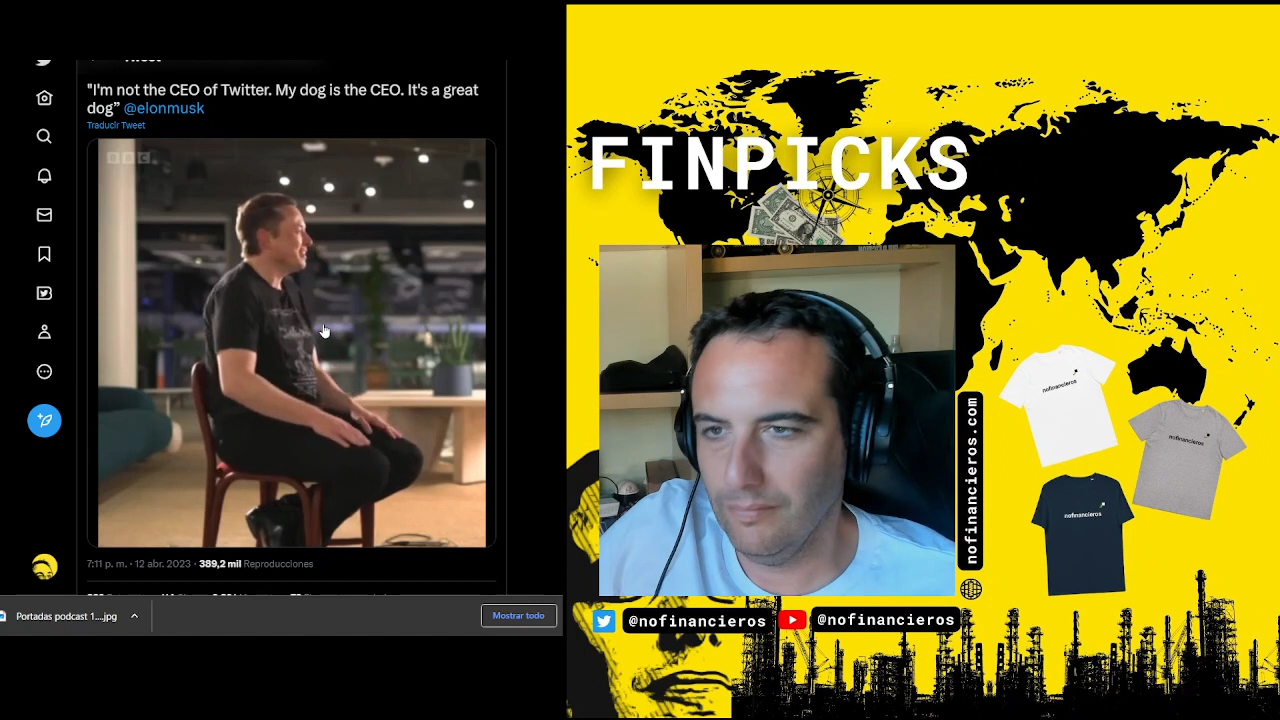 "I'm not the CEO of Twitter. My dog is the CEO. It's a great
dog” @elonmusk
Traducir Tweet
BBC
7:11 p. m. · 12 abr. 2023 · 389,2 mil Reproducciones
Portadas podcast 1....jpg
Mostrar todo
FINPICKS
E
nofinancieros
nofinancieros
nofinancieros
nofinancieros.com
@nofinancieros
@nofinancieros